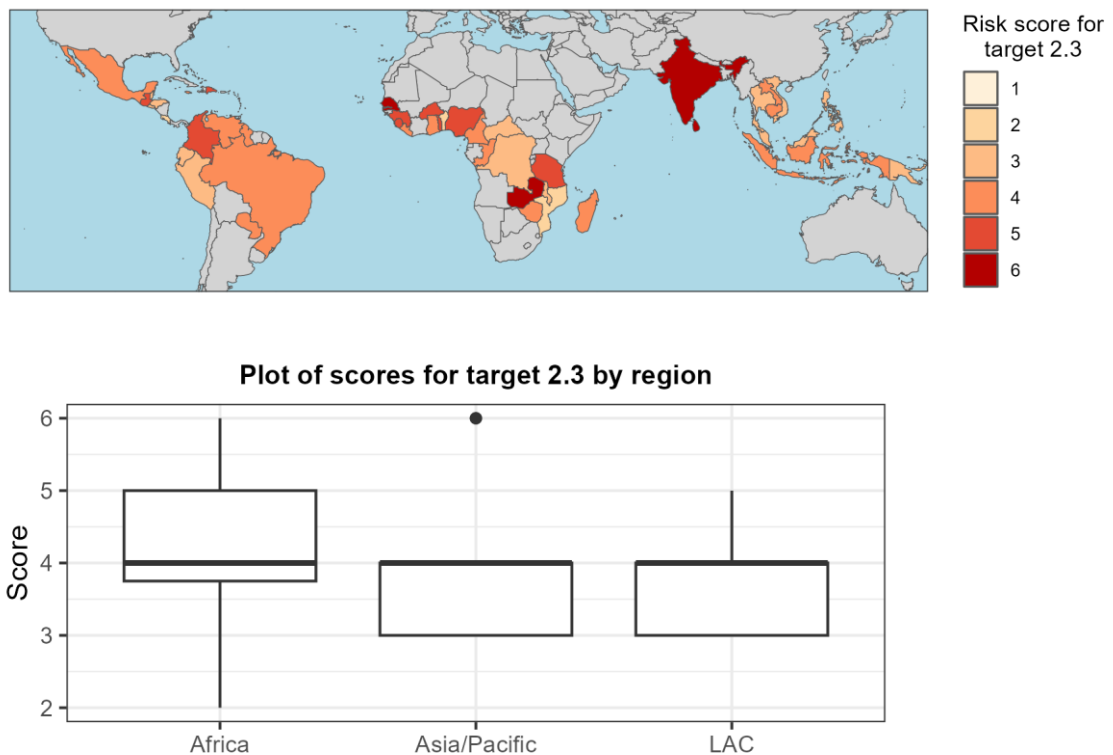 Risk score for
target 2.3
1
2
3
4
5
6
Plot of scores for target 2.3 by region
Score
6
5
4
3
2
Africa
Asia/Pacific
LAC